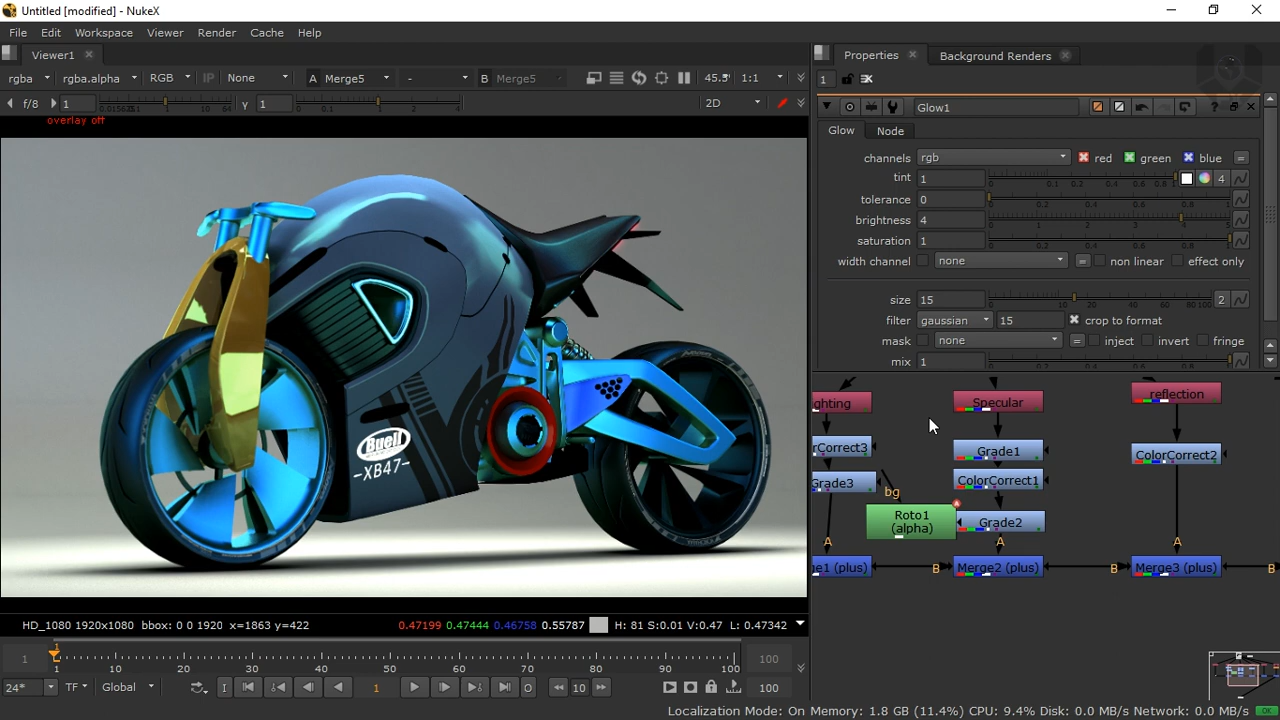 Untitled [modified] - NukeX
File Edit Workspace Viewer Render Cache Help
Viewer1
rgba rgba.alpha RGB IP None A Merge5 - B Merge5 1:1
f/8 1 γ 1 2D
overlay off
Buell
-XB47-
HD_1080 1920x1080 bbox: 0 0 1920 x=1863 y=422 0.47199 0.47444 0.46758 0.55787 H: 81 S:0.01 V:0.47 L: 0.47342
1 1 10 20 30 40 50 60 70 80 90 100 100
24* TF Global I 1 O 10 100
Properties Background Renders
1
Glow1
Glow Node
channels rgb red green blue
tint 1 4
tolerance 0
brightness 4
saturation 1
width channel none non linear effect only
size 15 2
filter gaussian 15 crop to format
mask none inject invert fringe
mix 1
Specular reflection
Grade1
ColorCorrect2
Grade3 ColorCorrect1
bg
Roto1
(alpha)
Grade2
A A A
B Merge2 (plus) B Merge3 (plus) B
Localization Mode: On Memory: 1.8 GB (11.4%) CPU: 9.4% Disk: 0.0 MB/s Network: 0.0 MB/s